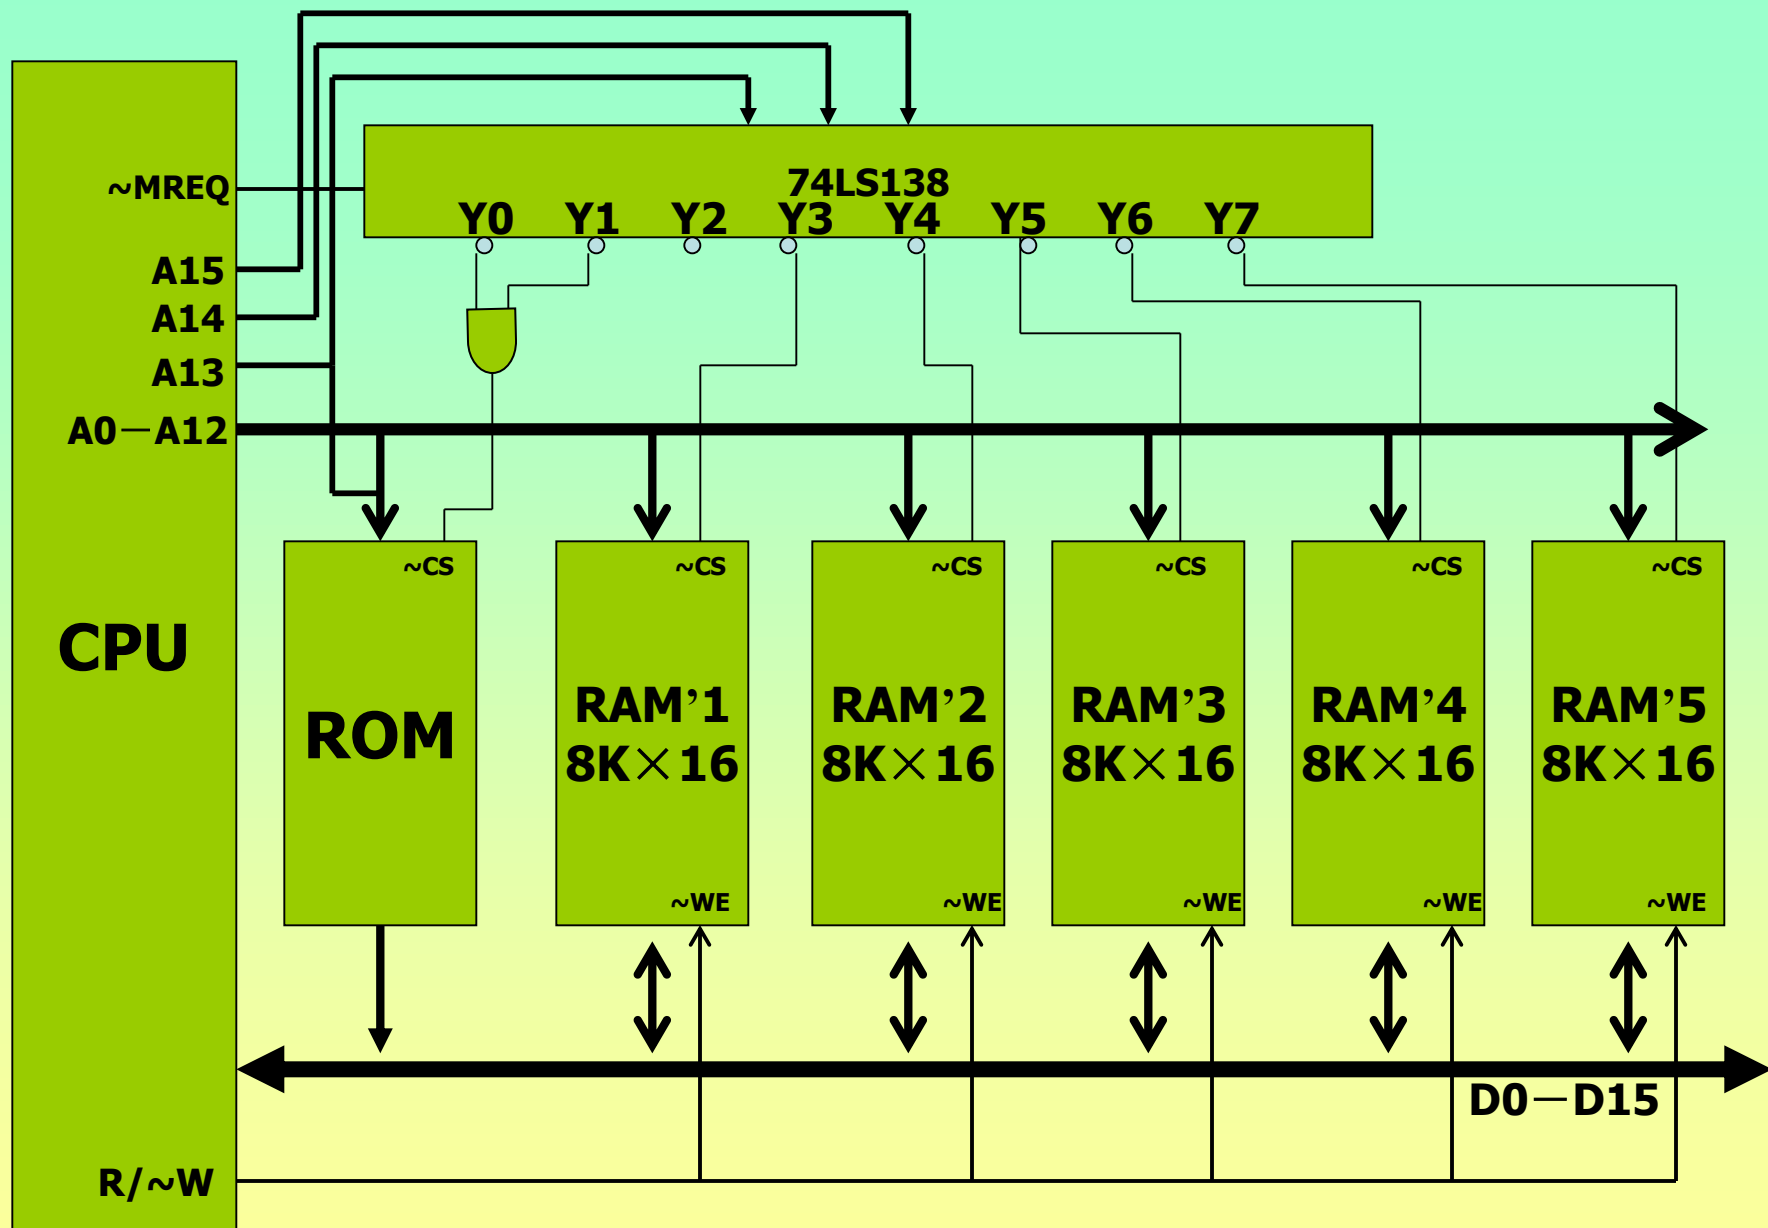 74LS138
Y0 Y1 Y2 Y3 Y4 Y5 Y6 Y7
~MREQ
A15
A14
A13
A0－A12
CPU
R/~W
~CS
ROM
~CS
RAM’1
8K×16
~WE
~CS
RAM’2
8K×16
~WE
~CS
RAM’3
8K×16
~WE
~CS
RAM’4
8K×16
~WE
~CS
RAM’5
8K×16
~WE
D0－D15